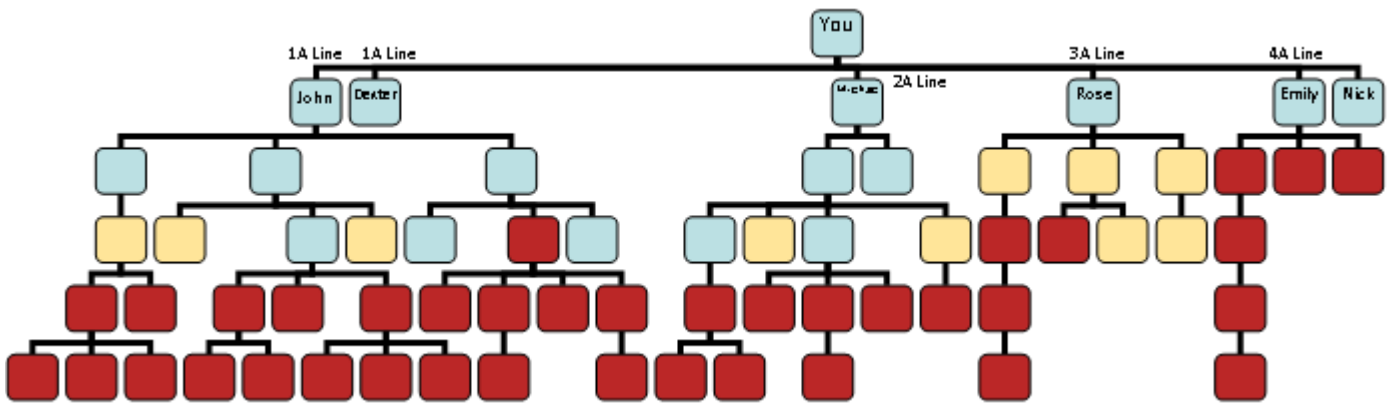 You
1A Line
1A Line
3A Line
4A Line
2A Line
John
Dexter
Rose
Emily
Nick